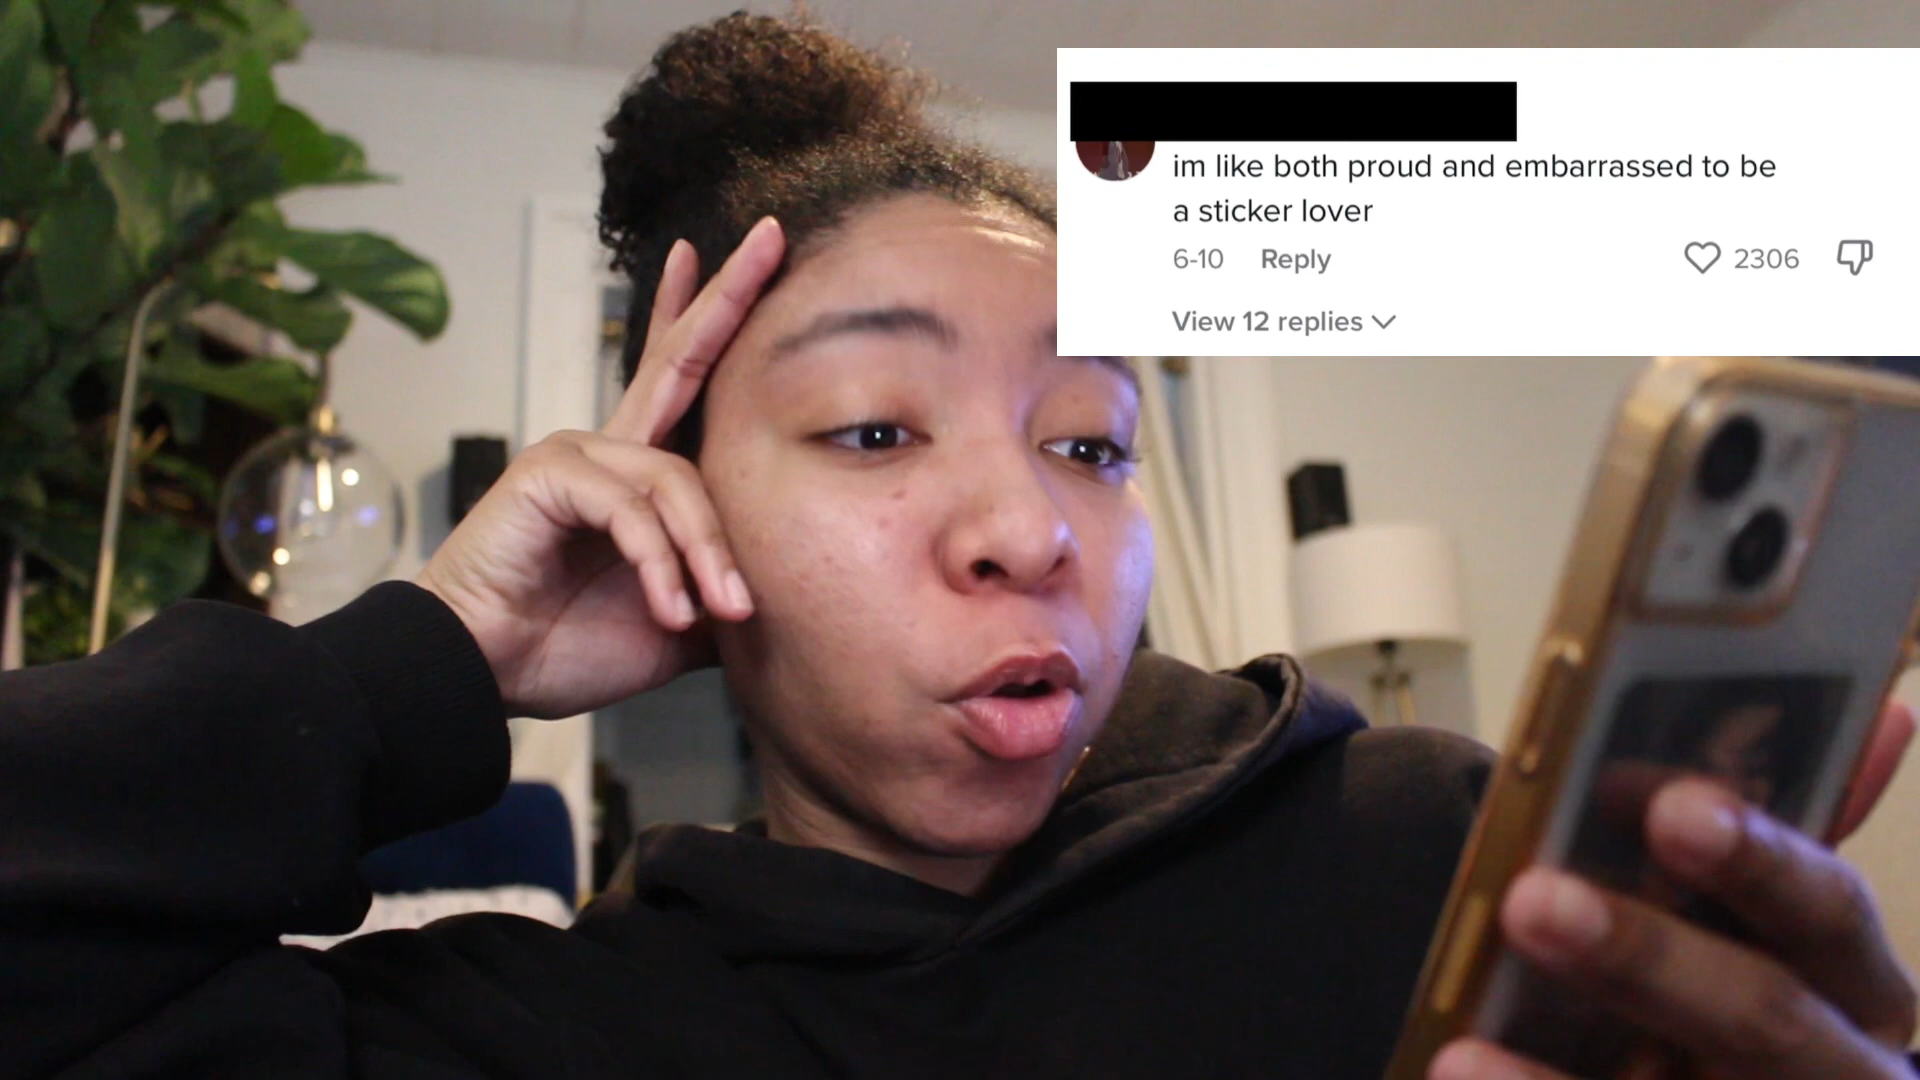 im like both proud and embarrassed to be
a sticker lover
6-10 Reply 2306
View 12 replies